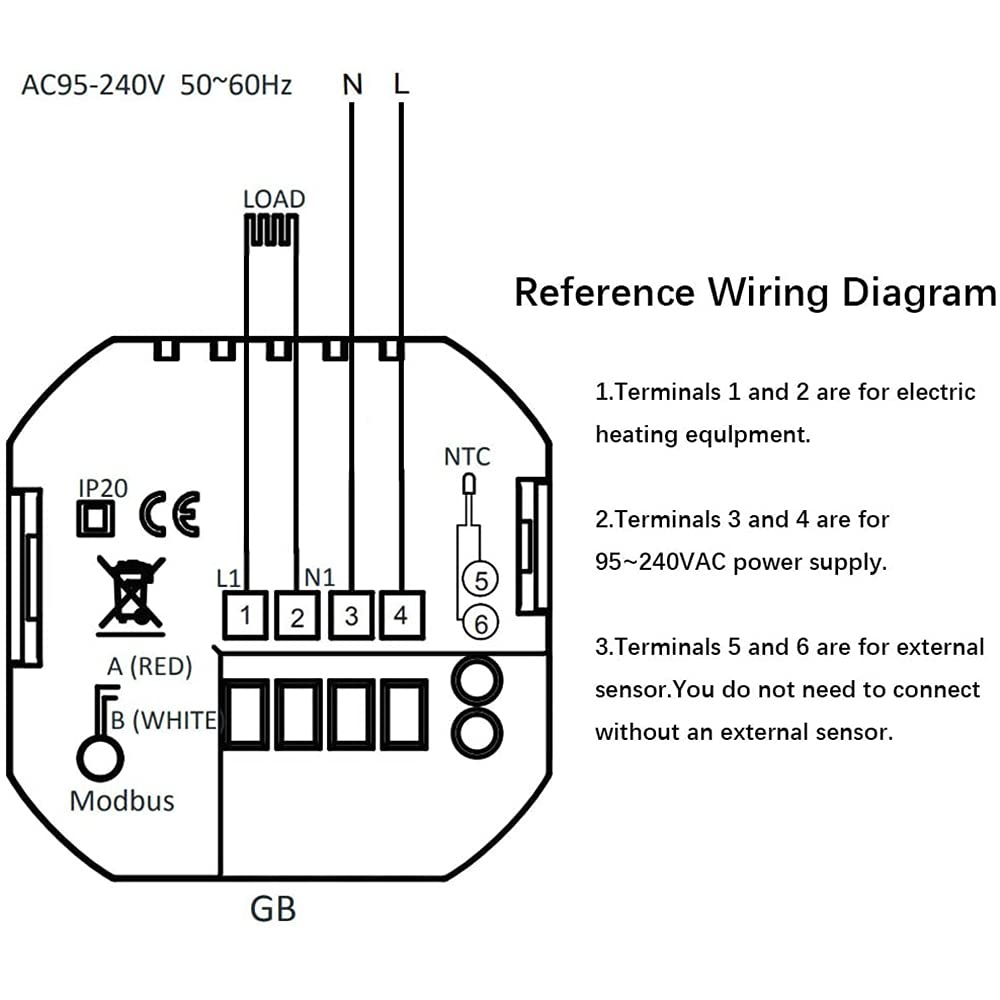 AC95-240V 50~60Hz N L
LOAD
Reference Wiring Diagram
1.Terminals 1 and 2 are for electric
heating equlpment.
NTC
IP20 CE
2.Terminals 3 and 4 are for
95~240VAC power supply.
L1 N1
1 2 3 4 5
6
3.Terminals 5 and 6 are for external
sensor.You do not need to connect
without an external sensor.
A (RED)
B (WHITE)
Modbus
GB